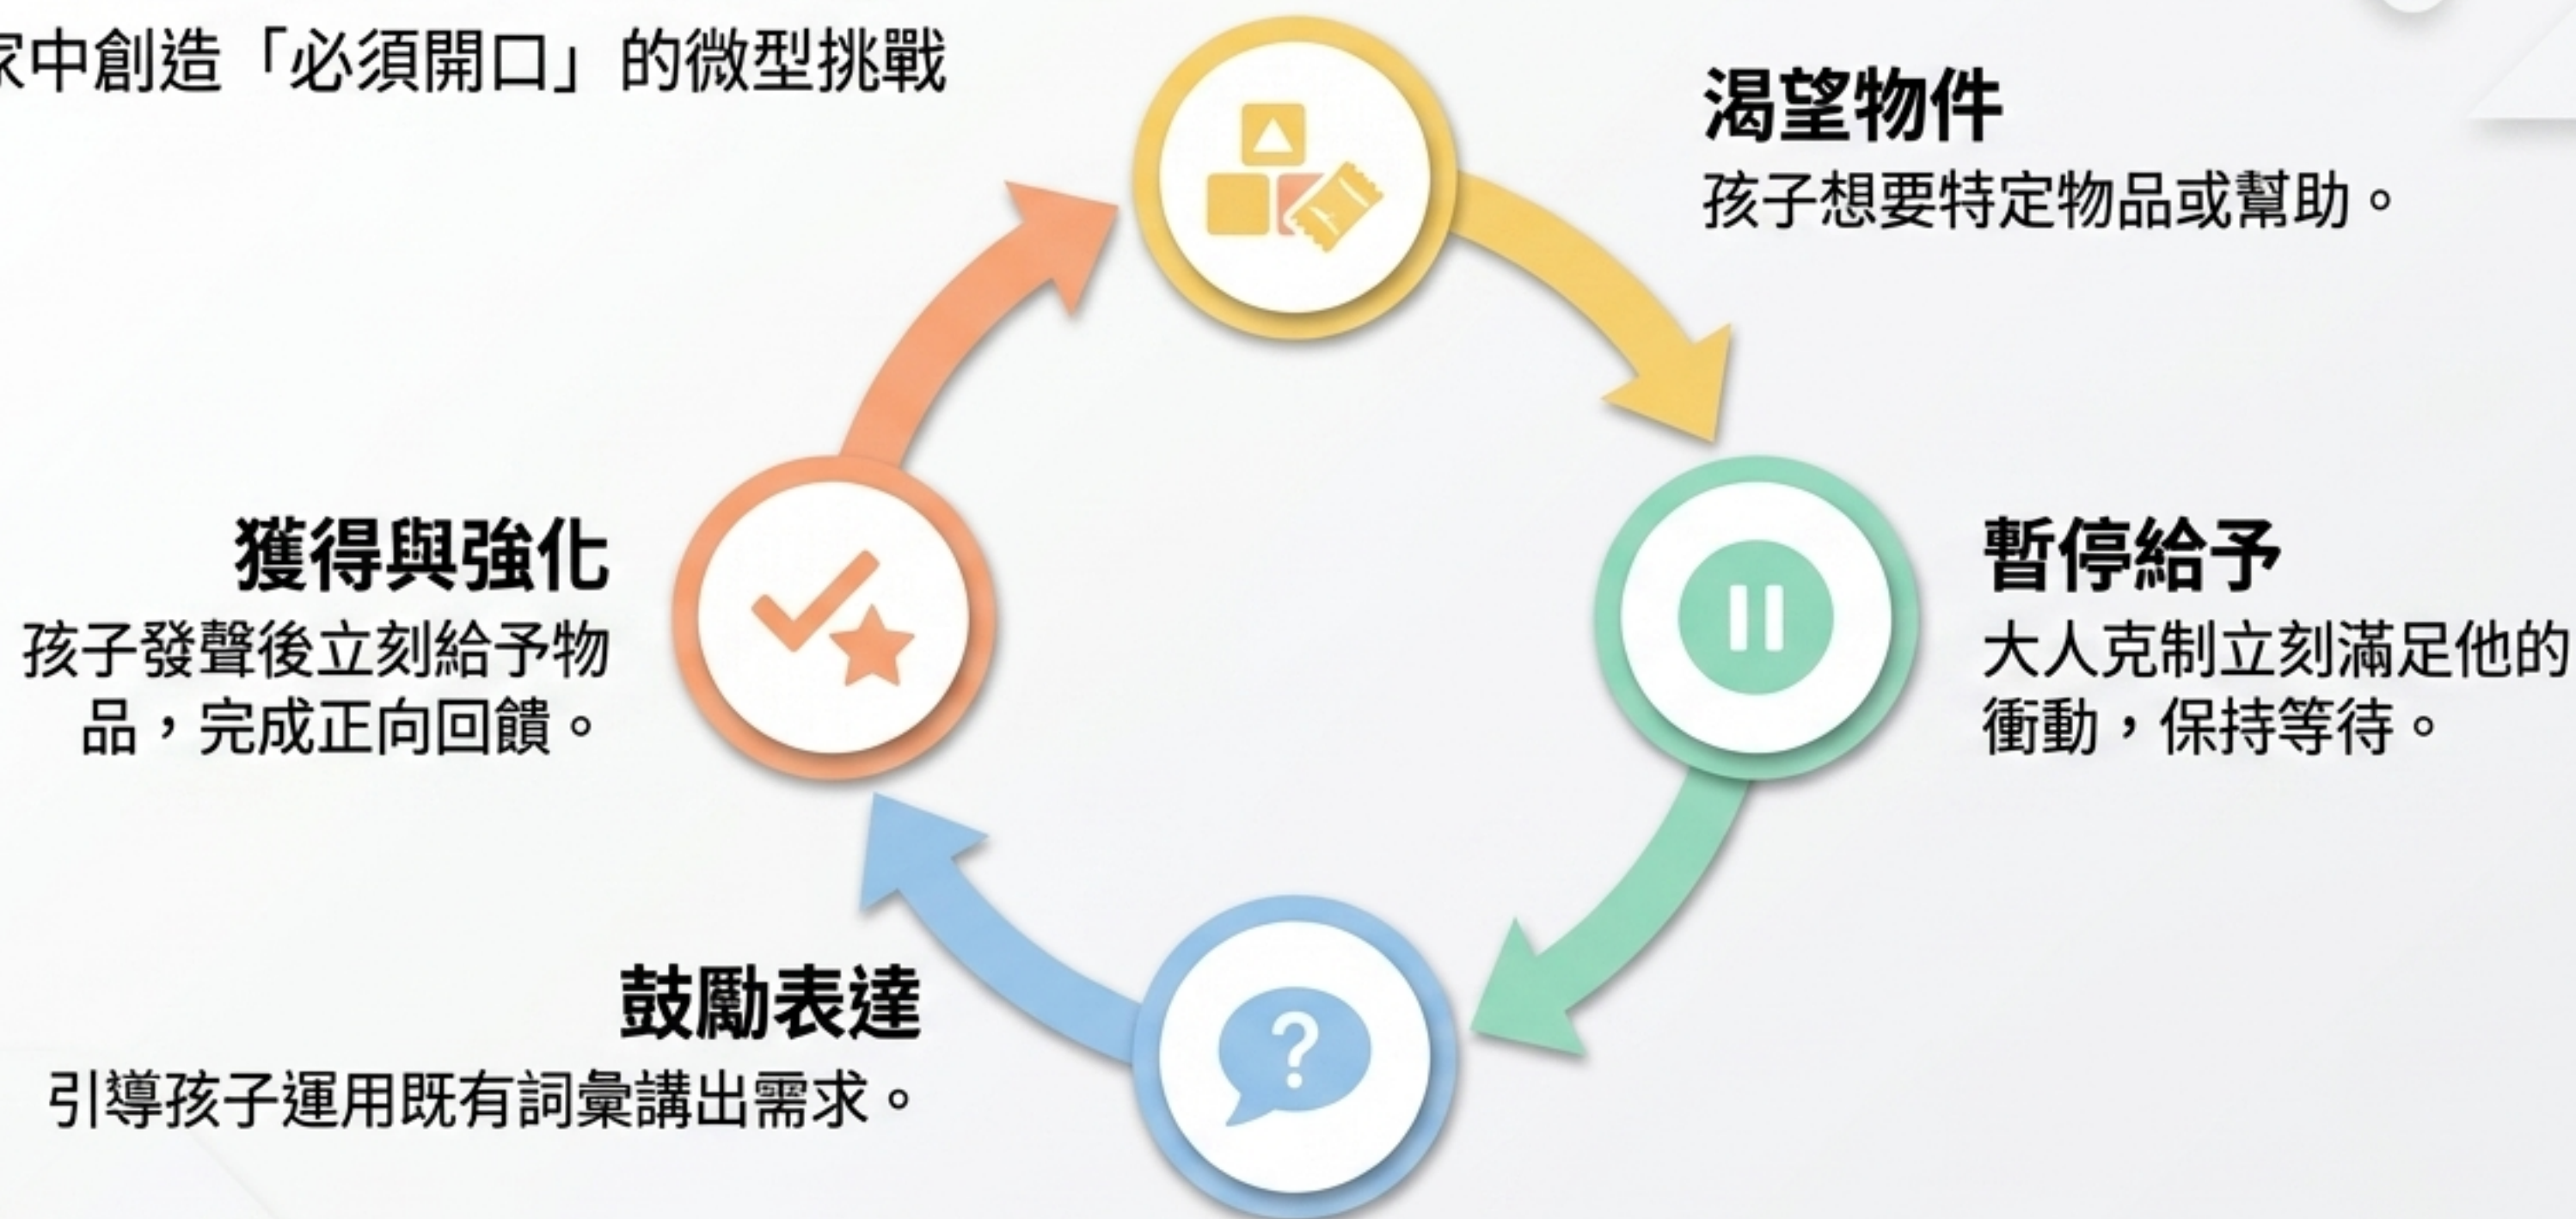 家中創造「必須開口」的微型挑戰
渴望物件
孩子想要特定物品或幫助。
暫停給予
大人克制立刻滿足他的
衝動，保持等待。
鼓勵表達
引導孩子運用既有詞彙講出需求。
獲得與強化
孩子發聲後立刻給予物
品，完成正向回饋。
?